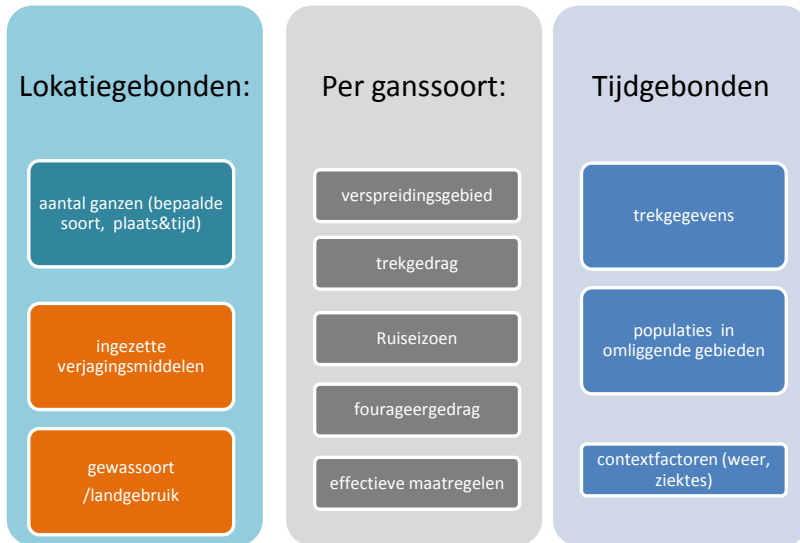 Lokatiegebonden:
aantal ganzen (bepaalde
soort, plaats&tijd)
ingezette
verjagingsmiddelen
gewassoort
/landgebruik
Per ganssoort:
verspreidingsgebied
trekgedrag
Ruiseizoen
fourageergedrag
effectieve maatregelen
Tijdgebonden
trekgegevens
populaties in
omliggende gebieden
contextfactoren (weer,
ziektes)